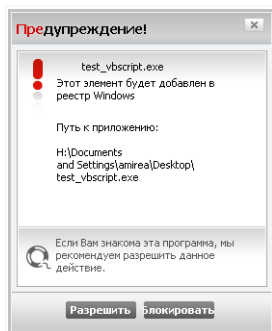 Предупреждение!
test_vbscript.exe
Этот элемент будет добавлен в
реестр Windows
Путь к приложению:
H:\Documents
and Settings\amirea\Desktop\
test_vbscript.exe
Если Вам знакома эта программа, мы
рекомендуем разрешить данное
действие.
Разрешить Блокировать